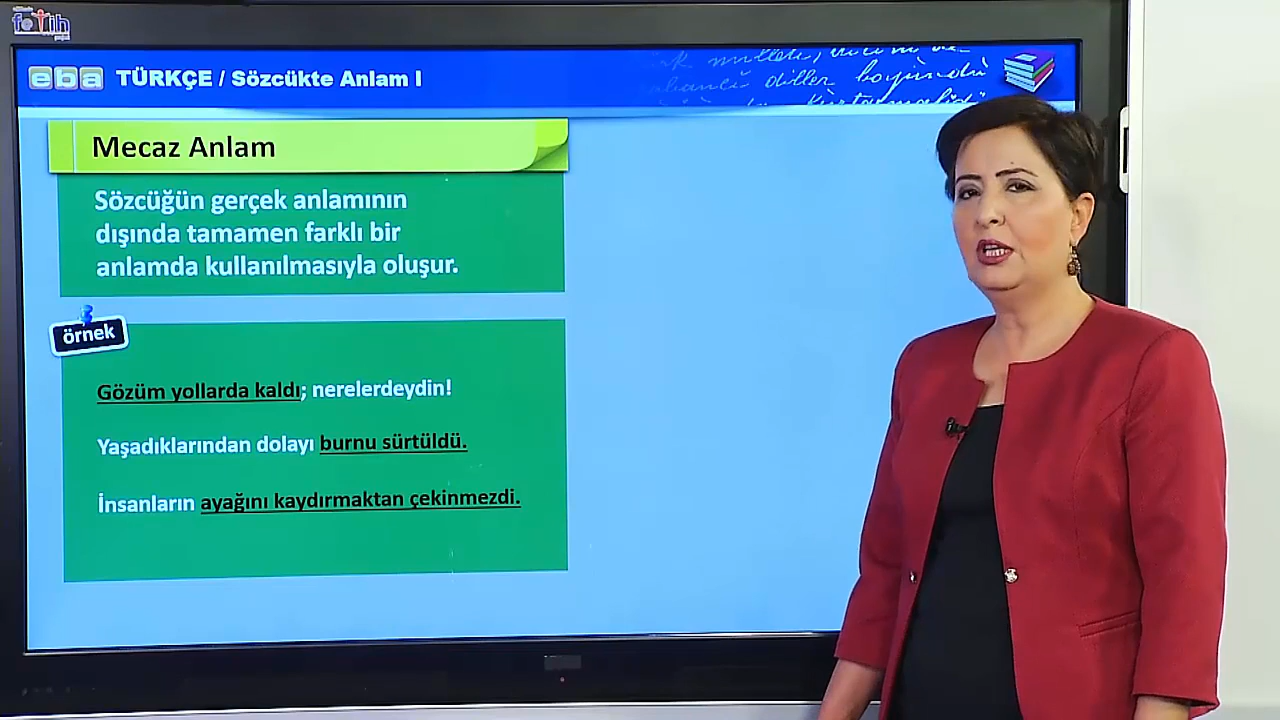 fatih
eba TÜRKÇE / Sözcükte Anlam I
Mecaz Anlam
Sözcüğün gerçek anlamının
dışında tamamen farklı bir
anlamda kullanılmasıyla oluşur.
örnek
Gözüm yollarda kaldı; nerelerdeydin!
Yaşadıklarından dolayı burnu sürtüldü.
İnsanların ayağını kaydırmaktan çekinmezdi.